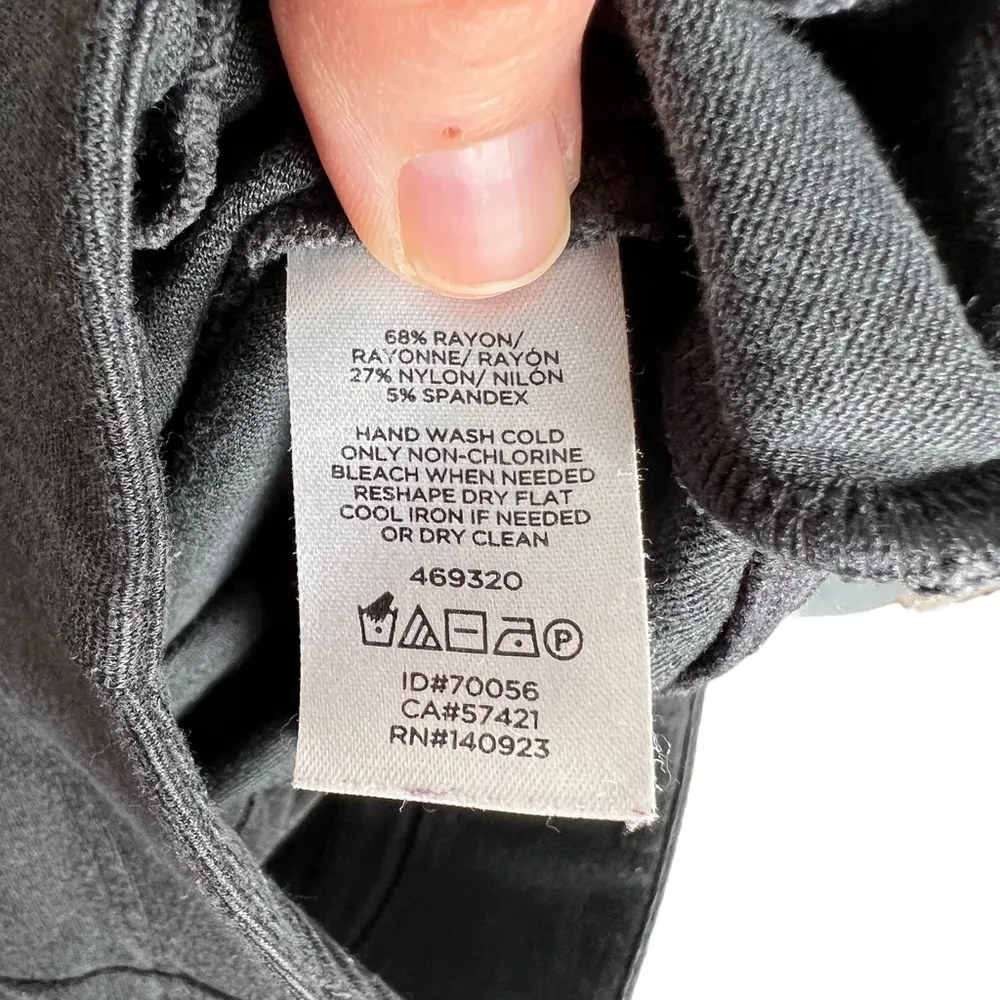 68% RAYON/
RAYONNE/ RAYÓN
27% NYLON/ NILÓN
5% SPANDEX
HAND WASH COLD
ONLY NON-CHLORINE
BLEACH WHEN NEEDED
RESHAPE DRY FLAT
COOL IRON IF NEEDED
OR DRY CLEAN
469320
P
ID#70056
CA#57421
RN#140923